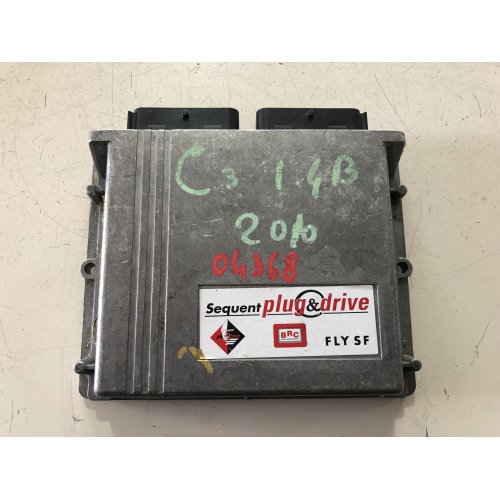 C3 1.4B
2010
04368
Sequent plug&drive
BRC
FLY SF